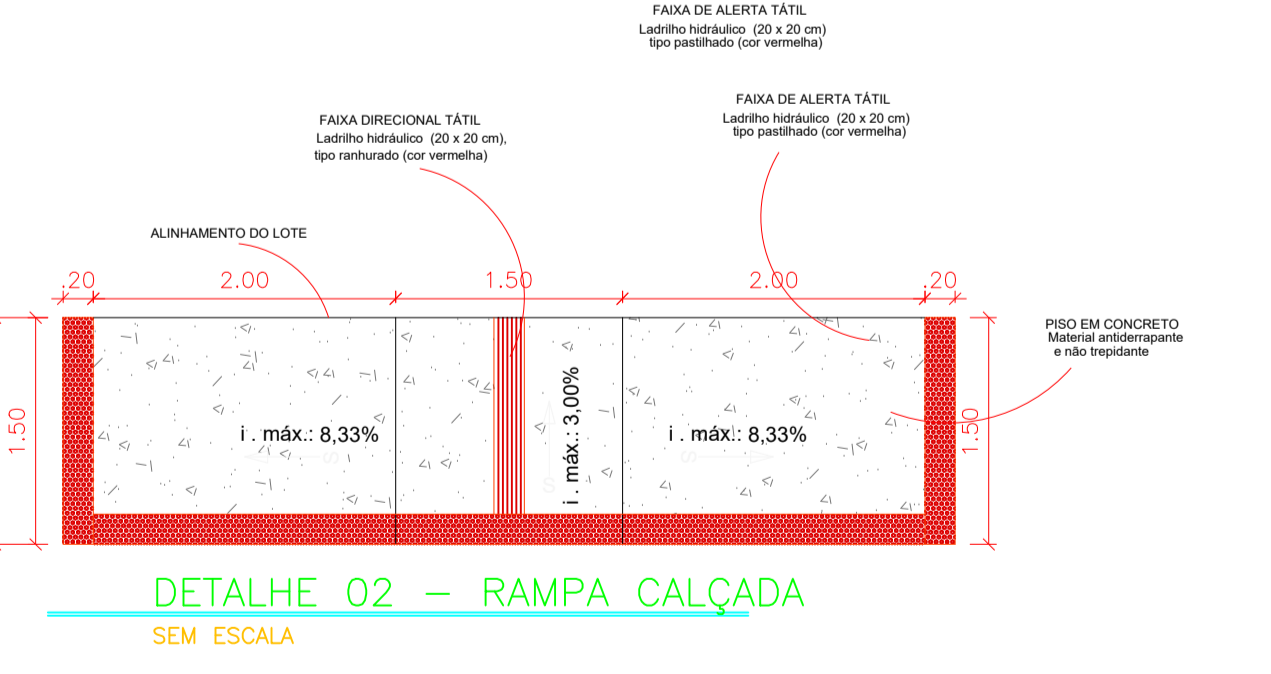 FAIXA DE ALERTA TÁTIL
Ladrilho hidráulico (20 x 20 cm)
tipo pastilhado (cor vermelha)
FAIXA DE ALERTA TÁTIL
Ladrilho hidráulico (20 x 20 cm)
tipo pastilhado (cor vermelha)
FAIXA DIRECIONAL TÁTIL
Ladrilho hidráulico (20 x 20 cm),
tipo ranhurado (cor vermelha)
ALINHAMENTO DO LOTE
.20 2.00 1.50 2.00 .20
PISO EM CONCRETO
Material antiderrapante
e não trepidante
1.50
i . máx.: 8,33%
S
i . máx.: 3,00%
S
i . máx.: 8,33%
S
1.50
DETALHE 02 – RAMPA CALÇADA
SEM ESCALA